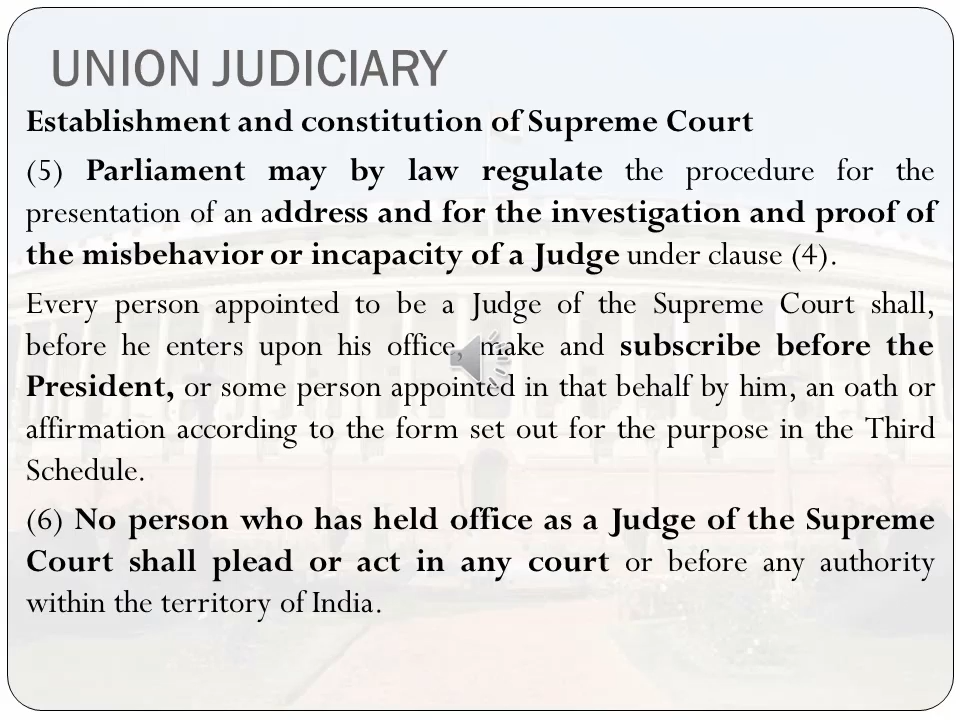 UNION JUDICIARY
Establishment and constitution of Supreme Court
(5) Parliament may by law regulate the procedure for the
presentation of an address and for the investigation and proof of
the misbehavior or incapacity of a Judge under clause (4).
Every person appointed to be a Judge of the Supreme Court shall,
before he enters upon his office, make and subscribe before the
President, or some person appointed in that behalf by him, an oath or
affirmation according to the form set out for the purpose in the Third
Schedule.
(6) No person who has held office as a Judge of the Supreme
Court shall plead or act in any court or before any authority
within the territory of India.